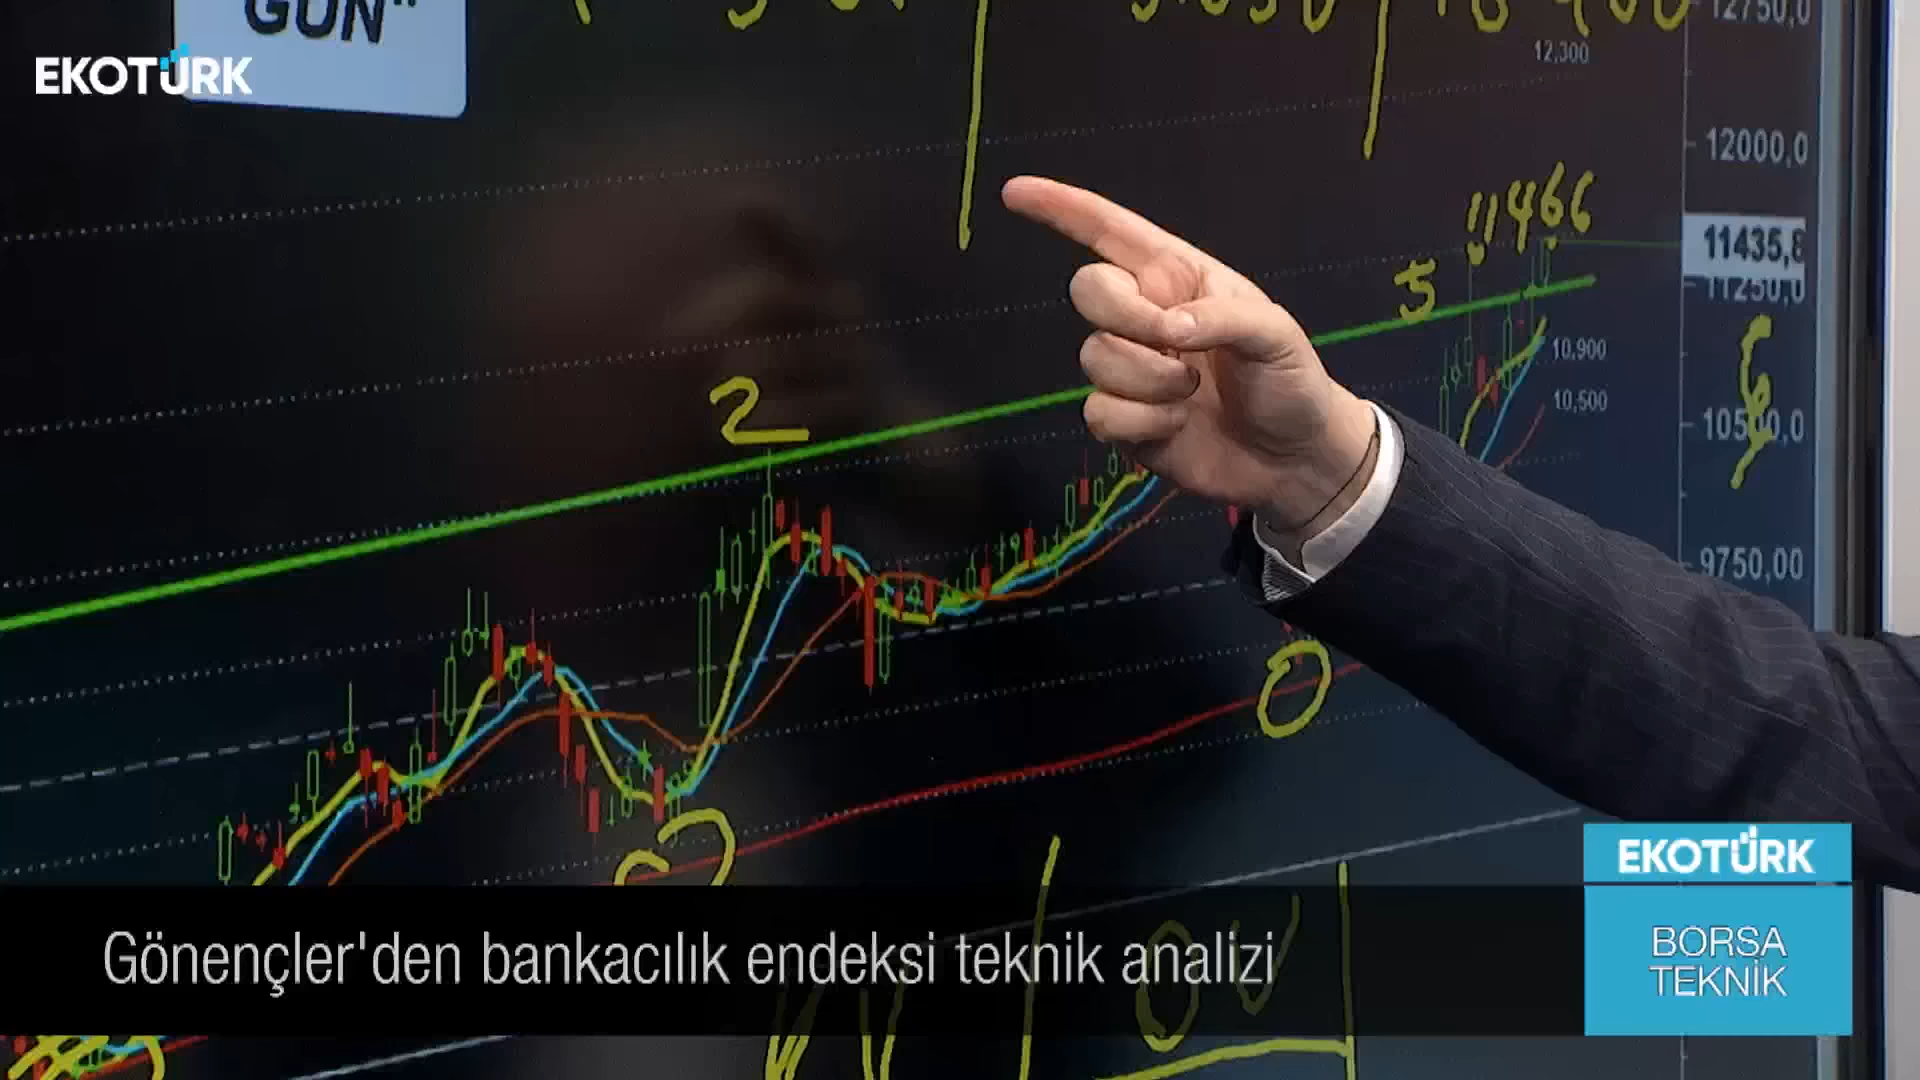 GÜN"
EKOTÜRK
12750,0
12,300
12000,0
11466
11435,8
11250,0
5
10,900
10,500
10500,0
2
9750,00
EKOTÜRK
Gönençler'den bankacılık endeksi teknik analizi
BORSA
TEKNİK